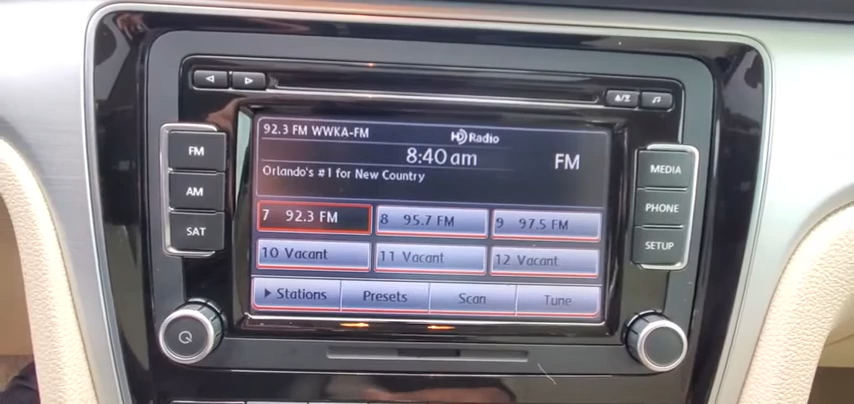 92.3 FM WWKA-FM
HD Radio
8:40 am
FM
Orlando's #1 for New Country
FM
AM
SAT
MEDIA
PHONE
SETUP
7 92.3 FM
8 95.7 FM
9 97.5 FM
10 Vacant
11 Vacant
12 Vacant
Stations
Presets
Scan
Tune